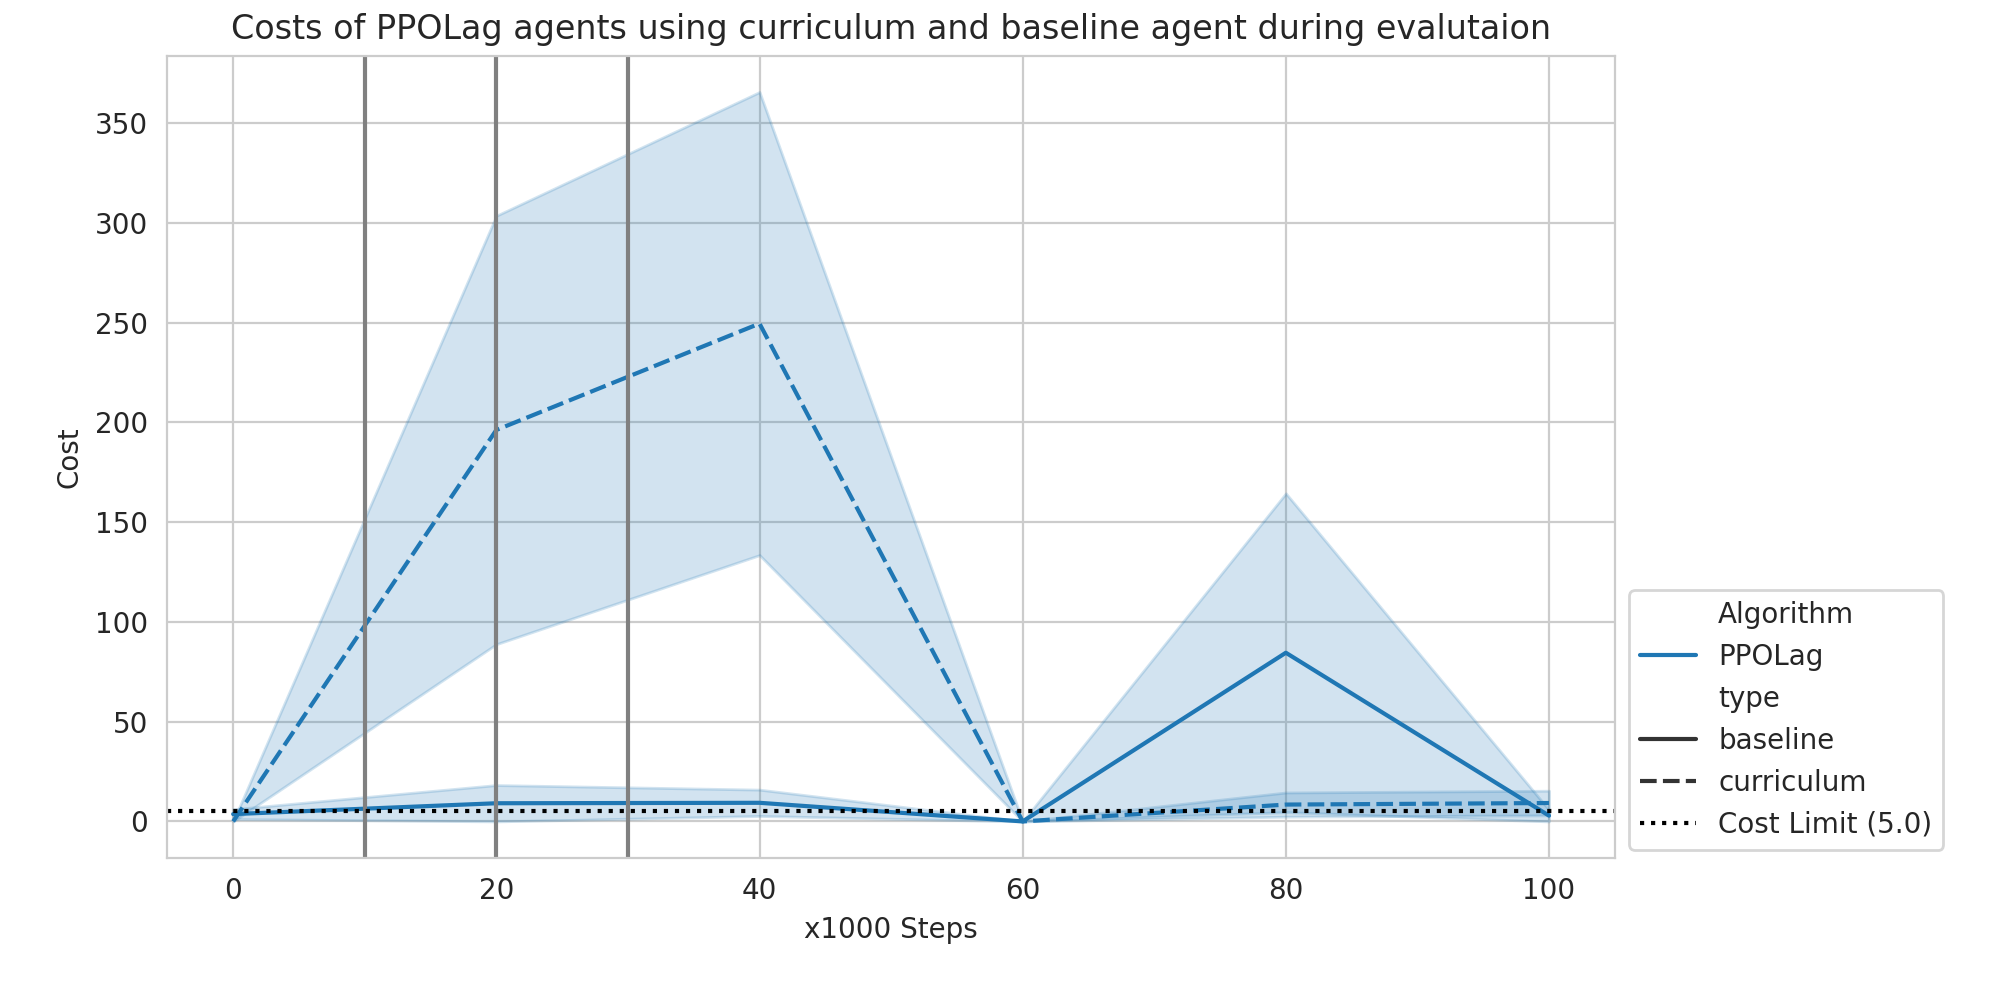 Costs of PPOLag agents using curriculum and baseline agent during evalutaion
350
300
250
200
150
100
50
0
Cost
0 20 40 60 80 100
x1000 Steps
Algorithm
PPOLag
type
baseline
curriculum
Cost Limit (5.0)